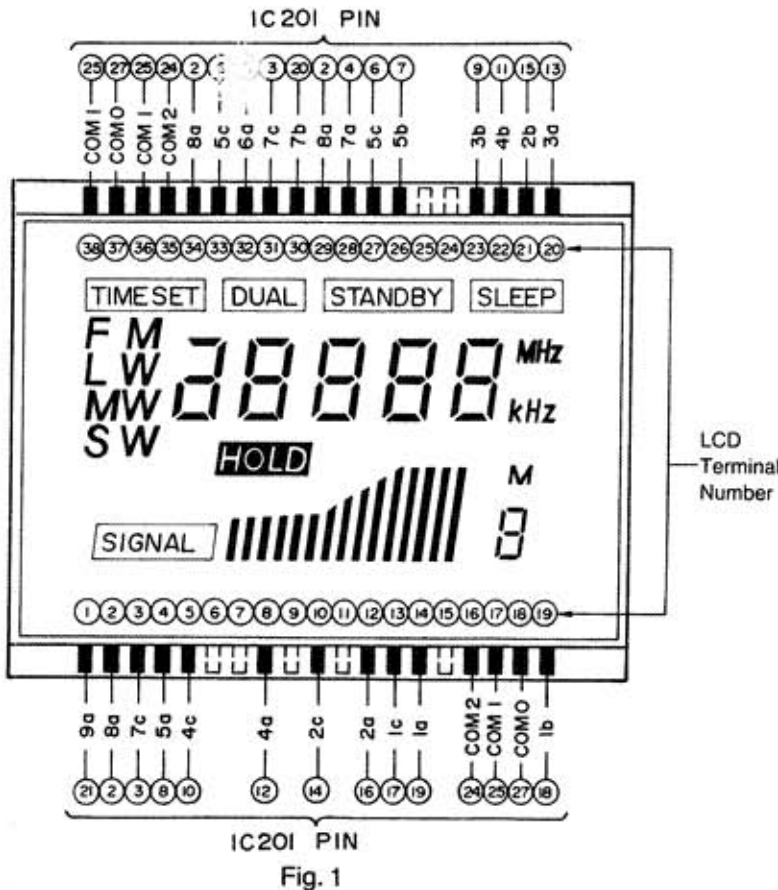 IC201 PIN
25 27 25 24 2 3 20 2 4 6 7 9 11 15 13
COM1 COM0 COM1 COM2 8a 5c 6a 7c 7b 8a 7a 5c 5b 3b 4b 2b 3a
38 37 36 35 34 33 32 31 30 29 28 27 26 25 24 23 22 21 20
TIMESET DUAL STANDBY SLEEP
FM
LW
MW
SW
28888
MHz
kHz
HOLD
M
SIGNAL
8
LCD
Terminal
Number
1 2 3 4 5 6 7 8 9 10 11 12 13 14 15 16 17 18 19
9a 8a 7c 5a 4c 4a 2c 2a 1c 1a COM2 COM1 COM0 1b
21 2 3 8 10 12 14 16 17 19 24 25 27 18
IC201 PIN
Fig. 1